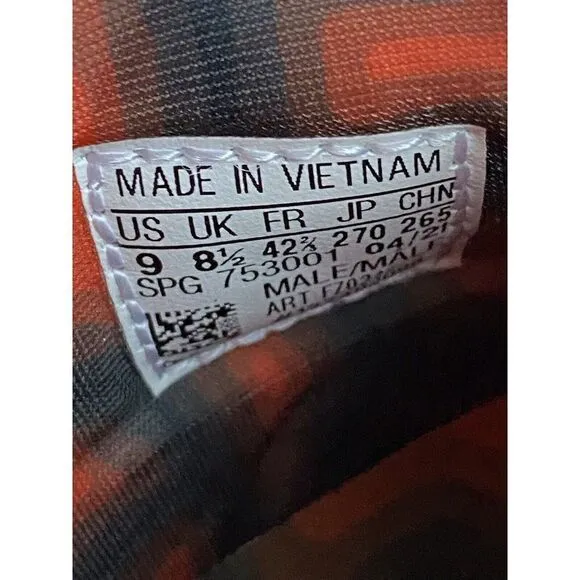 MADE IN VIETNAM
US UK FR JP CHN
9 8½ 42⅔ 270 265
SPG 753001 04/21
MALE/MALE
ART